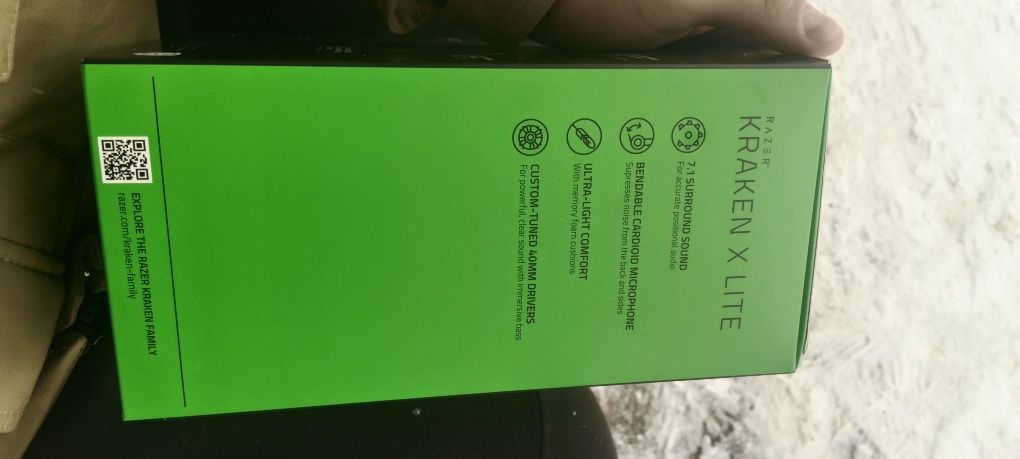 RAZER™
KRAKEN X LITE
7.1 SURROUND SOUND
For accurate positional audio
BENDABLE CARDIOID MICROPHONE
Supresses noise from the back and sides
ULTRA-LIGHT COMFORT
With memory foam cushions
CUSTOM-TUNED 40MM DRIVERS
For powerful, clear sound with immersive bass
EXPLORE THE RAZER KRAKEN FAMILY
razer.com/kraken-family